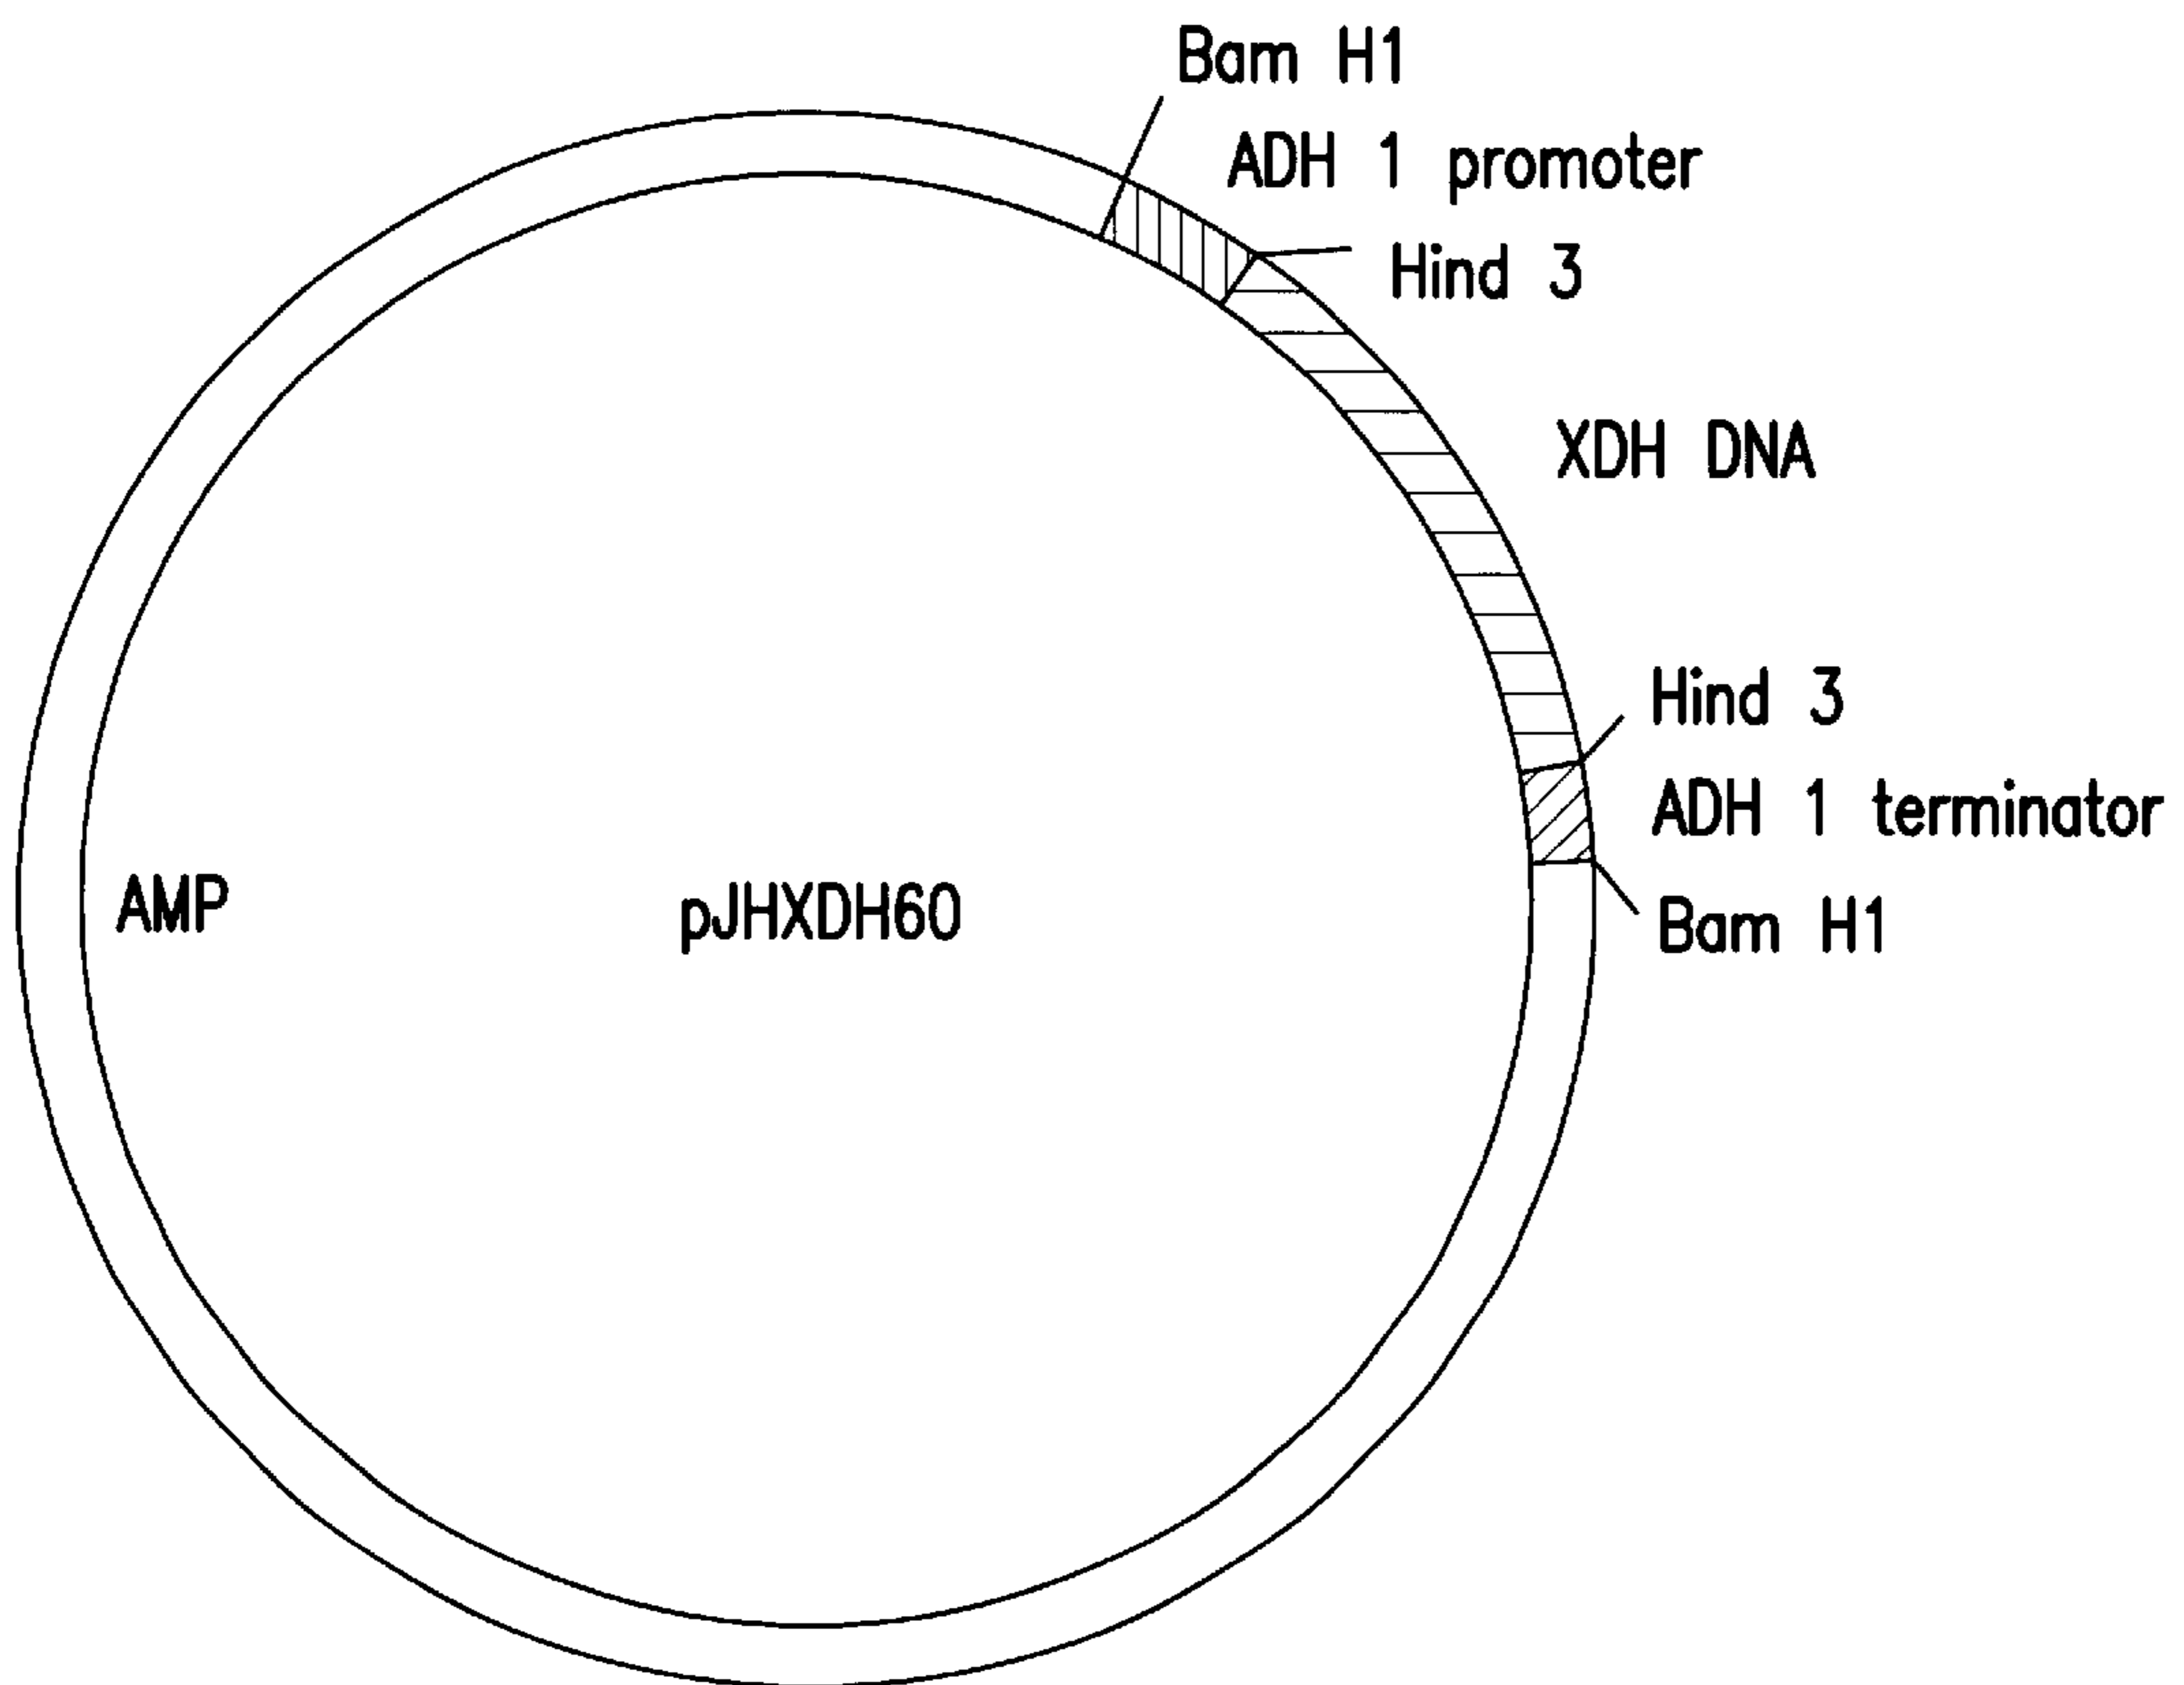 Bam H1
ADH 1 promoter
Hind 3
XDH DNA
Hind 3
ADH 1 terminator
AMP
pJHXDH60
Bam H1